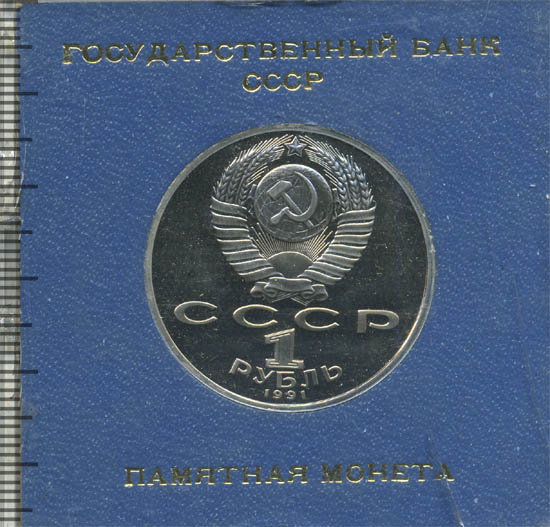 ГОСУДАРСТВЕННЫЙ БАНК
СССР
СССР
1
РУБЛЬ
1991
ПАМЯТНАЯ МОНЕТА